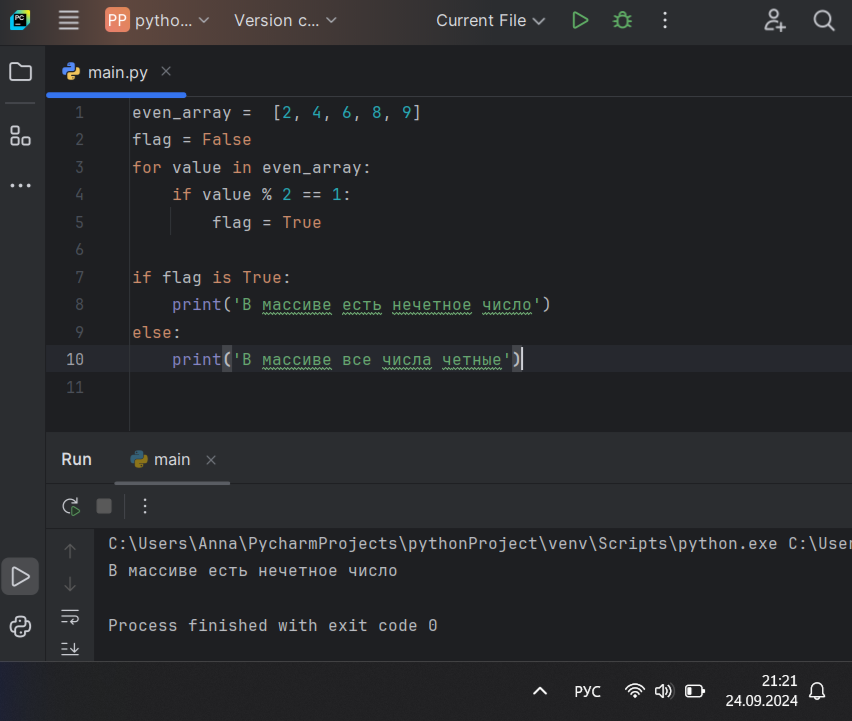 PC
PP pytho... Version c... Current File
main.py
1 even_array =  [2, 4, 6, 8, 9]
2 flag = False
3 for value in even_array:
4     if value % 2 == 1:
5         flag = True
6
7 if flag is True:
8     print('В массиве есть нечетное число')
9 else:
10     print('В массиве все числа четные')
11
Run main
C:\Users\Anna\PycharmProjects\pythonProject\venv\Scripts\python.exe C:\User
В массиве есть нечетное число
Process finished with exit code 0
РУС
21:21
24.09.2024